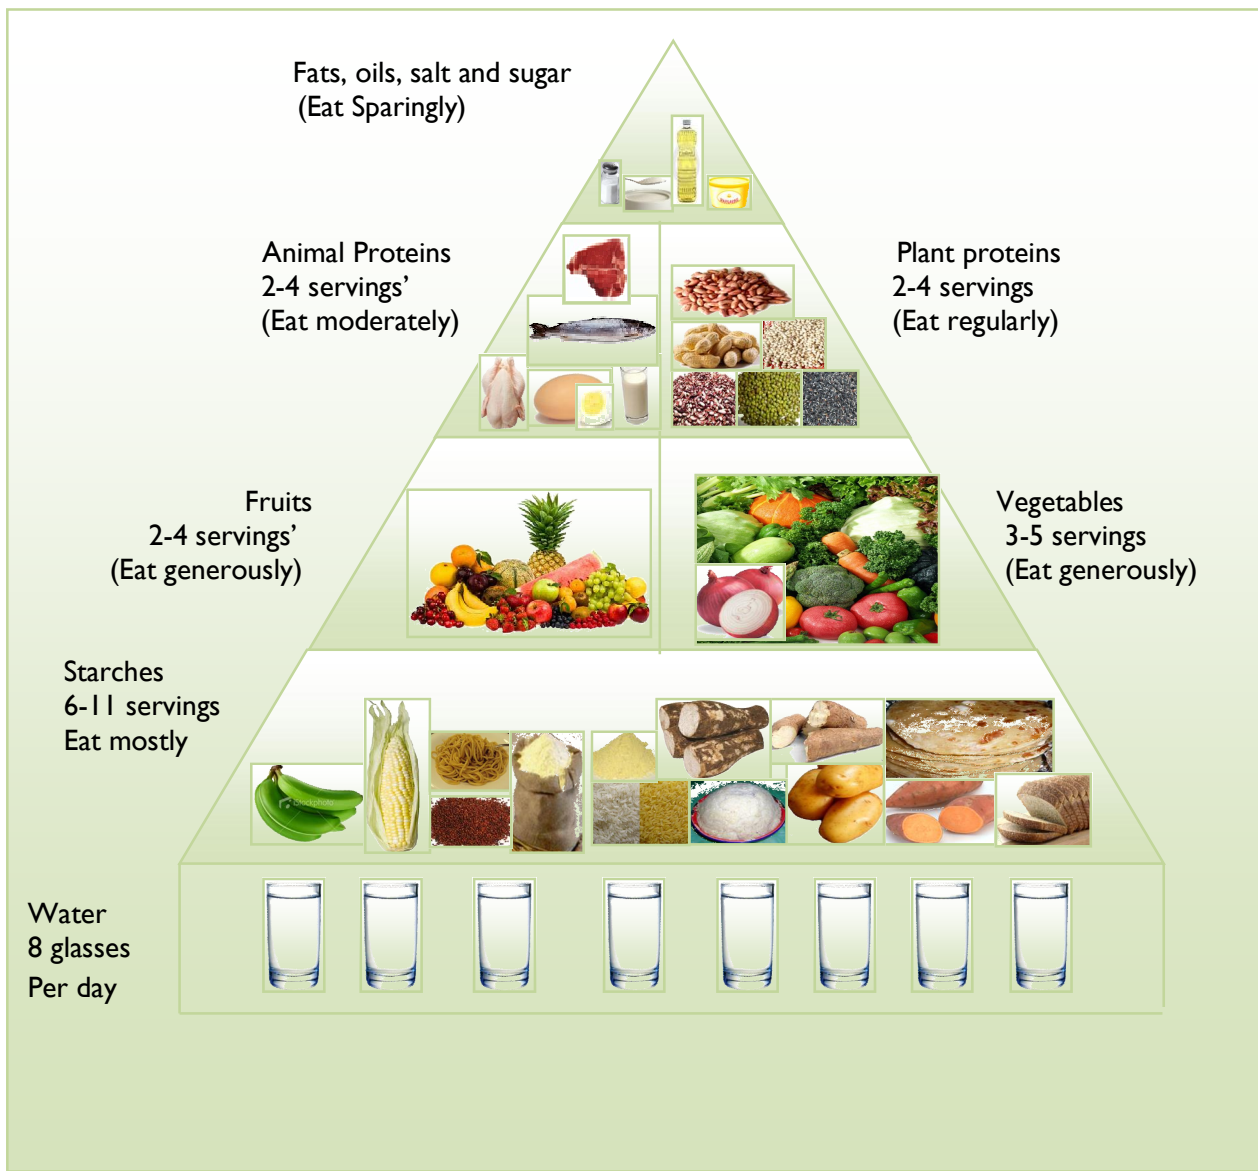 Fats, oils, salt and sugar
(Eat Sparingly)
Animal Proteins
2-4 servings’
(Eat moderately)
Plant proteins
2-4 servings
(Eat regularly)
Fruits
2-4 servings’
(Eat generously)
Vegetables
3-5 servings
(Eat generously)
Starches
6-11 servings
Eat mostly
iStockphoto
Water
8 glasses
Per day